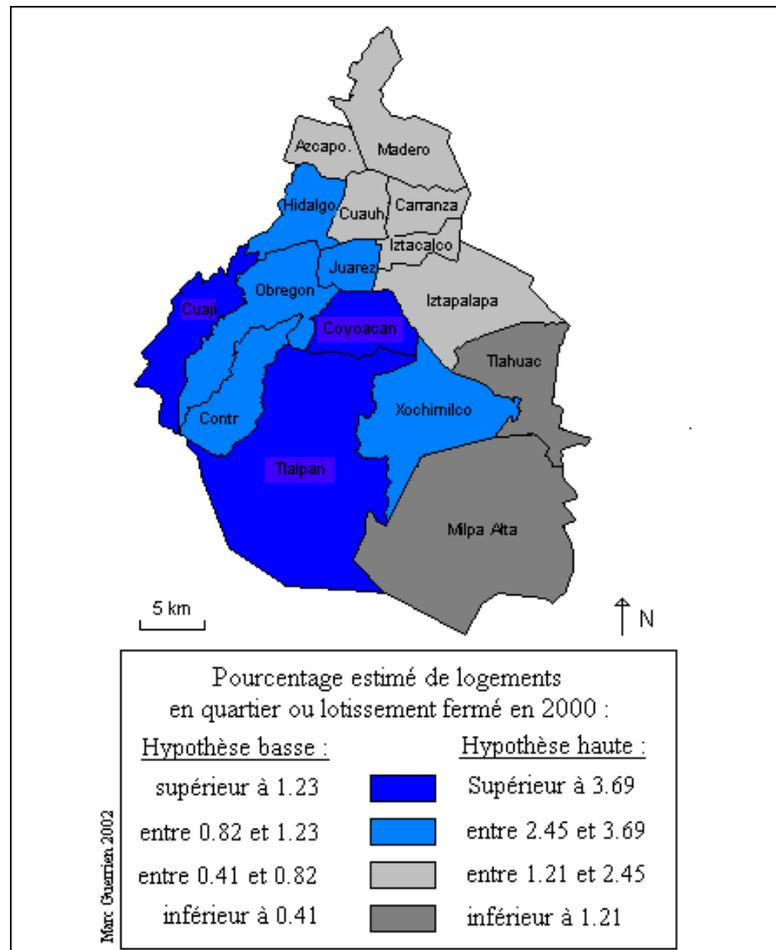 Azcapo.
Madero
Hidalgo
Cuauh
Carranza
Iztacalco
Juarez
Obregon
Cuaji
Iztapalapa
Coyoacan
Tlahuac
Contr
Xochimilco
Tlalpan
Milpa Alta
5 km
N
Pourcentage estimé de logements
en quartier ou lotissement fermé en 2000 :
Hypothèse basse : Hypothèse haute :
supérieur à 1.23 Supérieur à 3.69
entre 0.82 et 1.23 entre 2.45 et 3.69
entre 0.41 et 0.82 entre 1.21 et 2.45
inférieur à 0.41 inférieur à 1.21
Marc Guerrien 2002